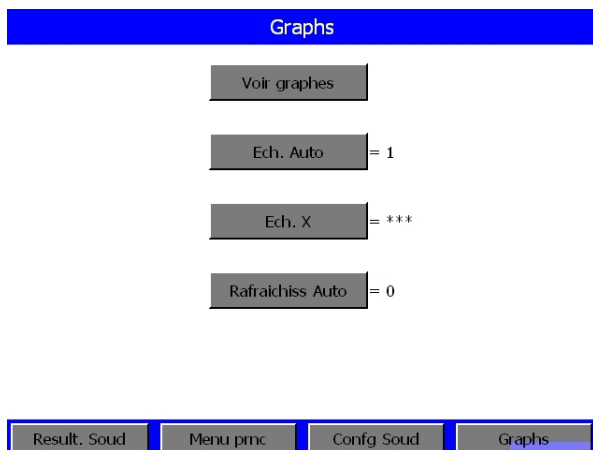 Graphs
Voir graphes
Ech. Auto = 1
Ech. X = ***
Rafraichiss Auto = 0
Result. Soud Menu prnc Confg Soud Graphs